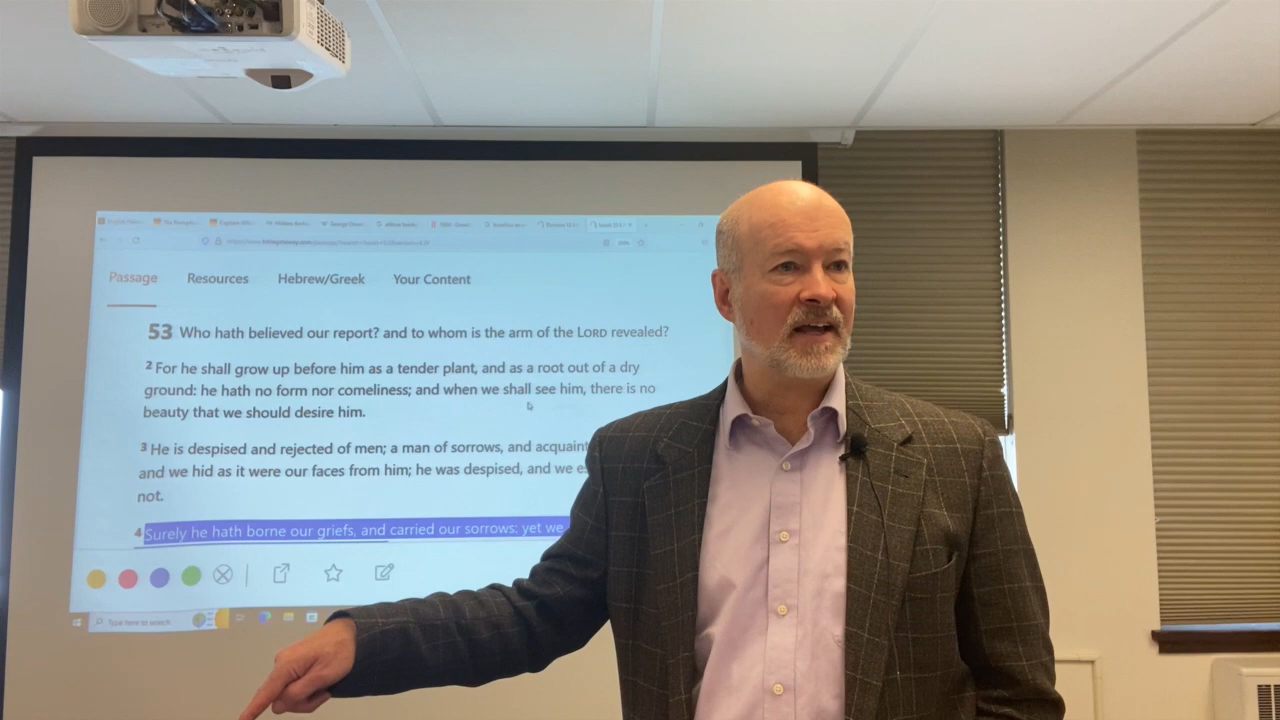 Passage Resources Hebrew/Greek Your Content
53 Who hath believed our report? and to whom is the arm of the LORD revealed?
2 For he shall grow up before him as a tender plant, and as a root out of a dry
ground: he hath no form nor comeliness; and when we shall see him, there is no
beauty that we should desire him.
3 He is despised and rejected of men; a man of sorrows, and acquaint
and we hid as it were our faces from him; he was despised, and we es
not.
4 Surely he hath borne our griefs, and carried our sorrows: yet we
Type here to search